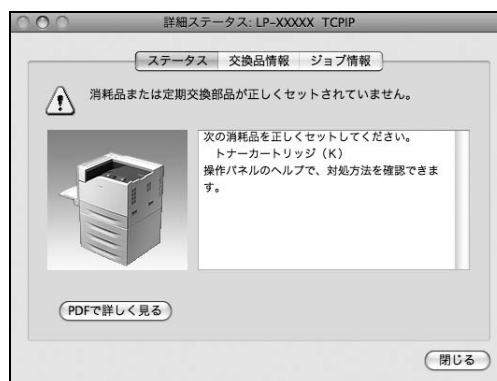 詳細ステータス: LP-XXXXX TCPIP
ステータス 交換品情報 ジョブ情報
消耗品または定期交換部品が正しくセットされていません。
次の消耗品を正しくセットしてください。
トナーカートリッジ（K）
操作パネルのヘルプで、対処方法を確認できま
す。
PDFで詳しく見る
閉じる